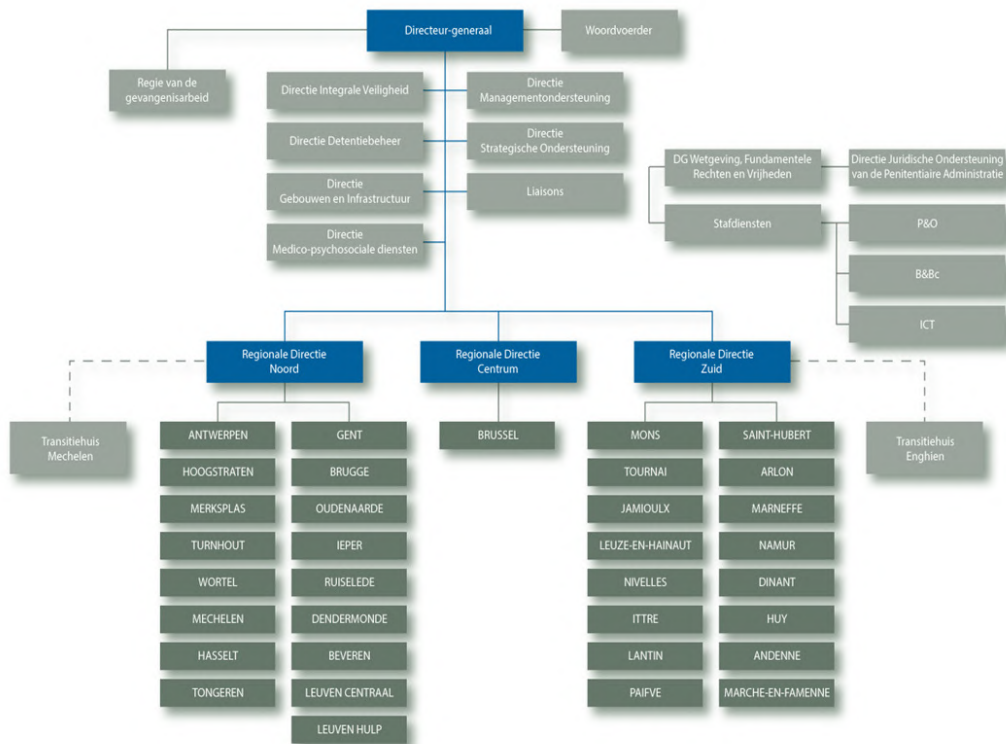 Directeur-generaal
Woordvoerder
Regie van de
gevangenisarbeid
Directie Integrale Veiligheid
Directie
Managementondersteuning
Directie Detentiebeheer
Directie
Strategische Ondersteuning
Directie
Gebouwen en Infrastructuur
Liaisons
Directie
Medico-psychosociale diensten
DG Wetgeving, Fundamentele
Rechten en Vrijheden
Directie Juridische Ondersteuning
van de Penitentiaire Administratie
Stafdiensten
P&O
B&Bc
ICT
Regionale Directie
Noord
Regionale Directie
Centrum
Regionale Directie
Zuid
Transitiehuis
Mechelen
ANTWERPEN
HOOGSTRATEN
MERKSPLAS
TURNHOUT
WORTEL
MECHELEN
HASSELT
TONGEREN
GENT
BRUGGE
OUDENAARDE
IEPER
RUISELEDE
DENDERMONDE
BEVEREN
LEUVEN CENTRAAL
LEUVEN HULP
BRUSSEL
MONS
TOURNAI
JAMIOULX
LEUZE-EN-HAINAUT
NIVELLES
ITTRE
LANTIN
PAIFVE
SAINT-HUBERT
ARLON
MARNEFFE
NAMUR
DINANT
HUY
ANDENNE
MARCHE-EN-FAMENNE
Transitiehuis
Enghien